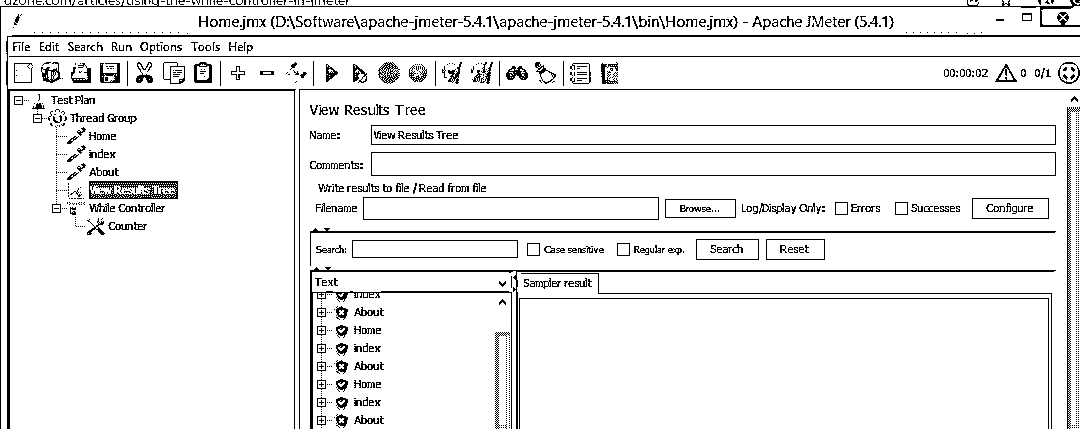 dzone.com/articles/using-the-while-controller-in-jmeter
Home.jmx (D:\Software\apache-jmeter-5.4.1\apache-jmeter-5.4.1\bin\Home.jmx) - Apache JMeter (5.4.1)
File Edit Search Run Options Tools Help
00:00:02 0 0/1
Test Plan
Thread Group
Home
index
About
View Results Tree
While Controller
Counter
View Results Tree
Name: View Results Tree
Comments:
Write results to file / Read from file
Filename Browse... Log/Display Only: Errors Successes Configure
Search: Case sensitive Regular exp. Search Reset
Text
Sampler result
index
About
Home
index
About
Home
index
About